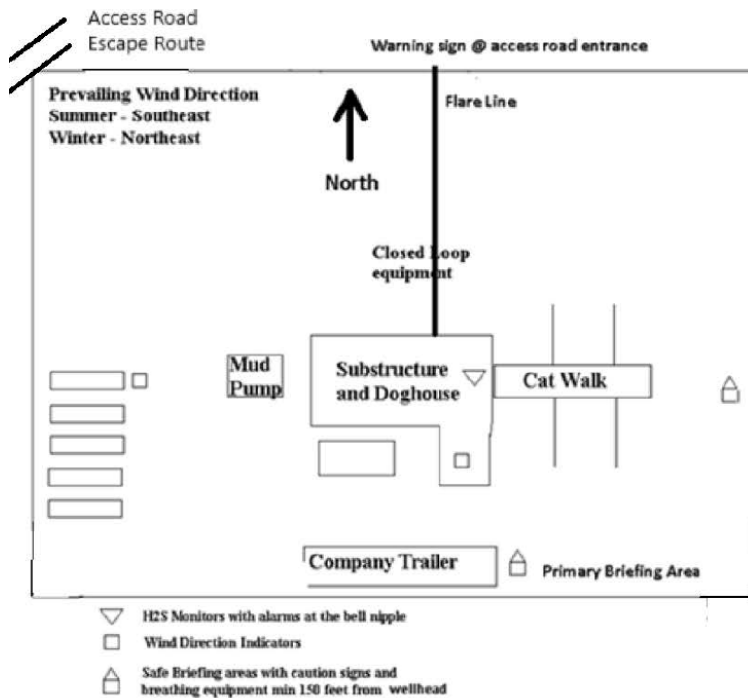 Access Road
Escape Route
Warning sign @ access road entrance
Prevailing Wind Direction
Summer - Southeast
Winter - Northeast
Flare Line
North
Closed Loop
equipment
Mud
Pump
Substructure
and Doghouse
Cat Walk
Company Trailer
Primary Briefing Area
H2S Monitors with alarms at the bell nipple
Wind Direction Indicators
Safe Briefing areas with caution signs and
breathing equipment min 150 feet from wellhead